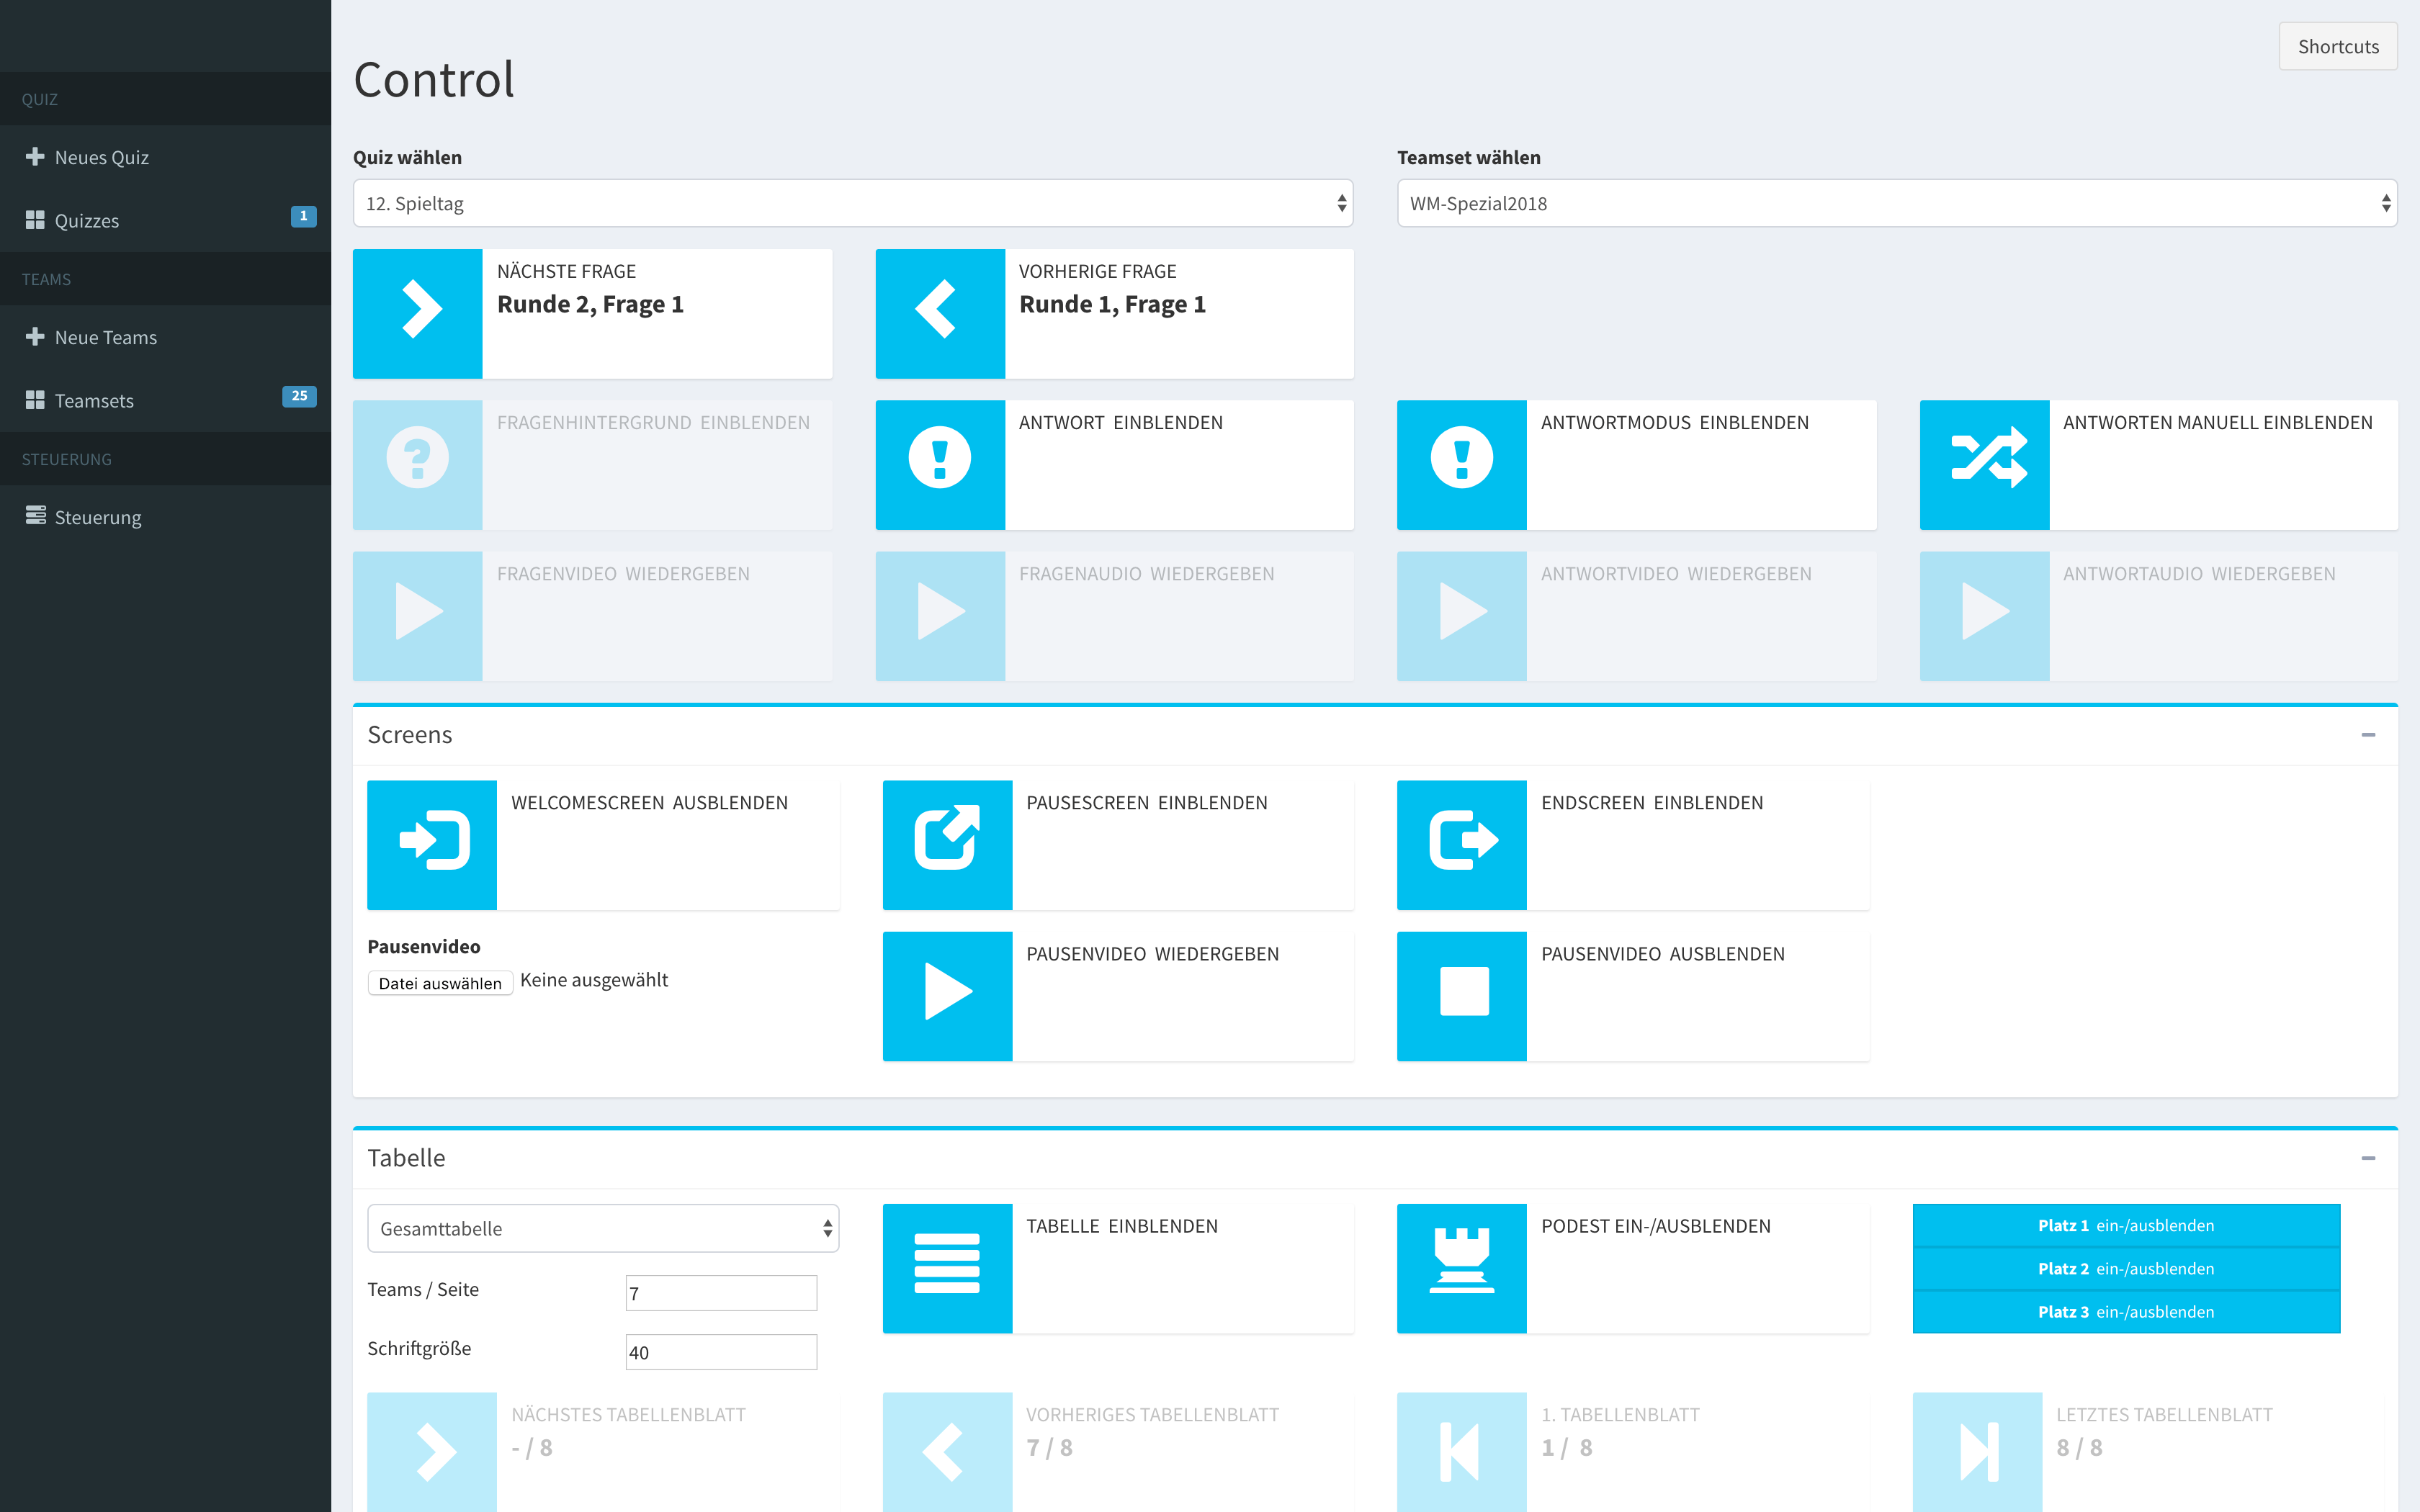 QUIZ
Neues Quiz
Quizzes 1
TEAMS
Neue Teams
Teamsets 25
STEUERUNG
Steuerung
Shortcuts
Control
Quiz wählen
12. Spieltag
Teamset wählen
WM-Spezial2018
NÄCHSTE FRAGE
Runde 2, Frage 1
VORHERIGE FRAGE
Runde 1, Frage 1
FRAGENHINTERGRUND EINBLENDEN
ANTWORT EINBLENDEN
ANTWORTMODUS EINBLENDEN
ANTWORTEN MANUELL EINBLENDEN
FRAGENVIDEO WIEDERGEBEN
FRAGENAUDIO WIEDERGEBEN
ANTWORTVIDEO WIEDERGEBEN
ANTWORTAUDIO WIEDERGEBEN
Screens
WELCOMESCREEN AUSBLENDEN
PAUSESCREEN EINBLENDEN
ENDSCREEN EINBLENDEN
Pausenvideo
Datei auswählen Keine ausgewählt
PAUSENVIDEO WIEDERGEBEN
PAUSENVIDEO AUSBLENDEN
Tabelle
Gesamttabelle
Teams / Seite 7
Schriftgröße 40
TABELLE EINBLENDEN
PODEST EIN-/AUSBLENDEN
Platz 1 ein-/ausblenden
Platz 2 ein-/ausblenden
Platz 3 ein-/ausblenden
NÄCHSTES TABELLENBLATT
- / 8
VORHERIGES TABELLENBLATT
7 / 8
1. TABELLENBLATT
1 / 8
LETZTES TABELLENBLATT
8 / 8